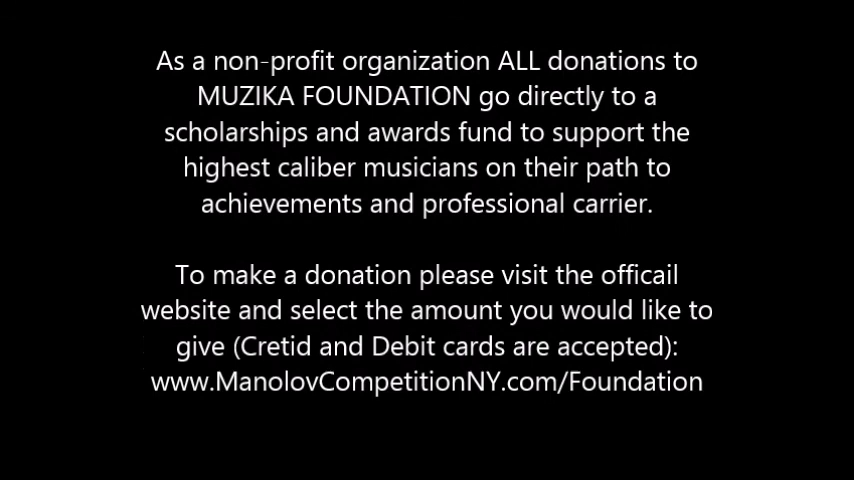 As a non-profit organization ALL donations to
MUZIKA FOUNDATION go directly to a
scholarships and awards fund to support the
highest caliber musicians on their path to
achievements and professional carrier.
To make a donation please visit the officail
website and select the amount you would like to
give (Cretid and Debit cards are accepted):
www.ManolovCompetitionNY.com/Foundation